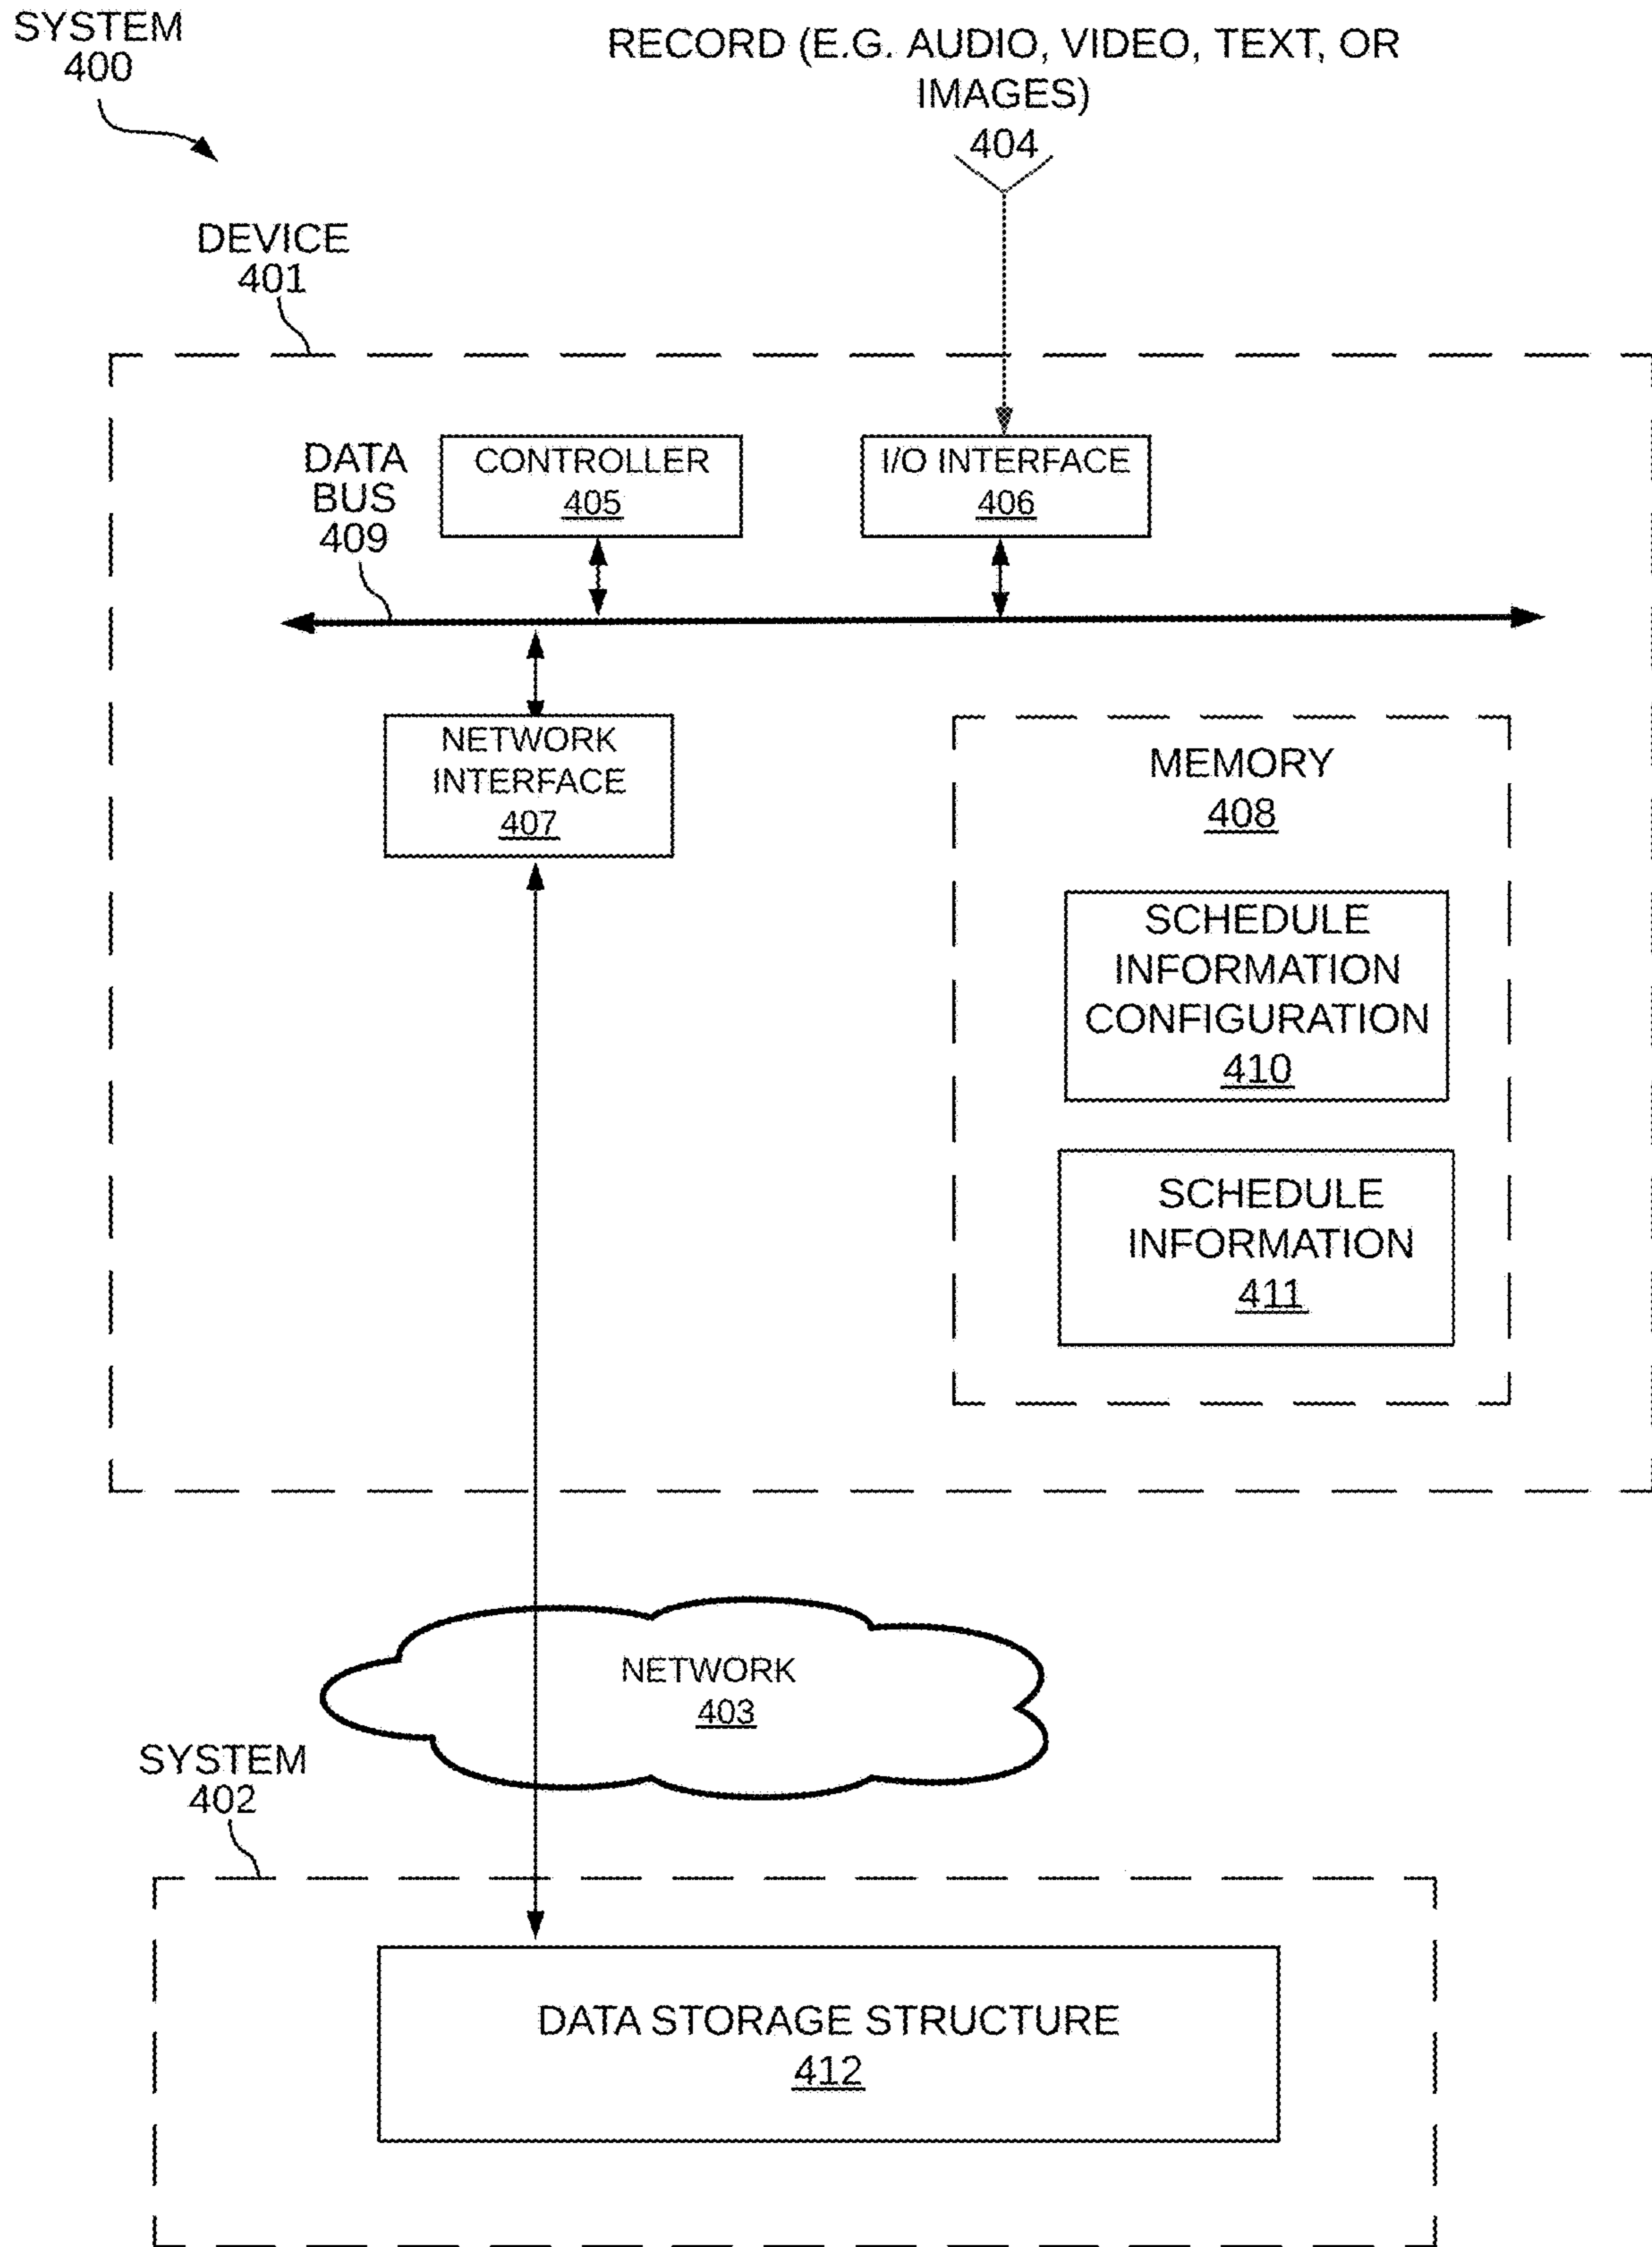 SYSTEM
400
RECORD (E.G. AUDIO, VIDEO, TEXT, OR
IMAGES)
404
DEVICE
401
DATA
BUS
409
CONTROLLER
405
I/O INTERFACE
406
NETWORK
INTERFACE
407
MEMORY
408
SCHEDULE
INFORMATION
CONFIGURATION
410
SCHEDULE
INFORMATION
411
NETWORK
403
SYSTEM
402
DATA STORAGE STRUCTURE
412